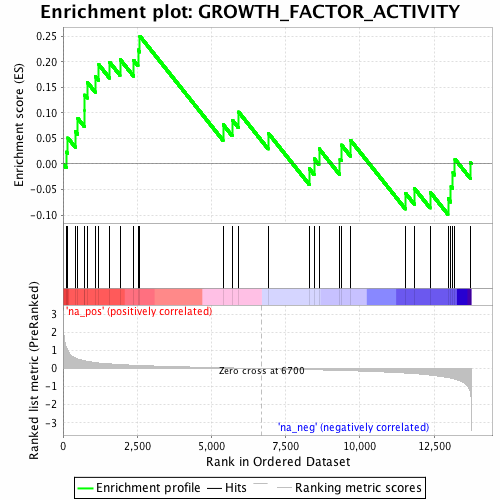 Enrichment plot: GROWTH_FACTOR_ACTIVITY
Enrichment score (ES)
0.25
0.20
0.15
0.10
0.05
0.00
-0.05
-0.10
'na_pos' (positively correlated)
Ranked list metric (PreRanked)
3
2
1
0
-1
-2
-3
Zero cross at 6700
'na_neg' (negatively correlated)
0 2,500 5,000 7,500 10,000 12,500
Rank in Ordered Dataset
Enrichment profile Hits Ranking metric scores